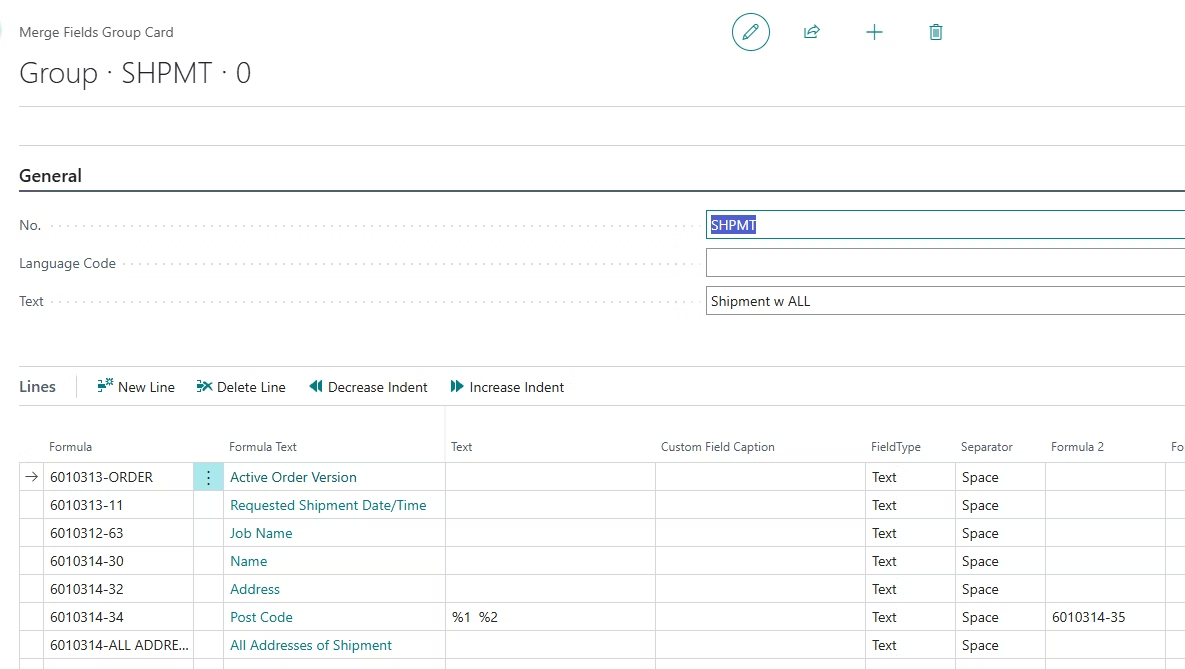 Merge Fields Group Card
Group · SHPMT · 0
General
No.
SHPMT
Language Code
Text
Shipment w ALL
Lines New Line Delete Line Decrease Indent Increase Indent
Formula Formula Text Text Custom Field Caption FieldType Separator Formula 2 Fo
6010313-ORDER Active Order Version Text Space
6010313-11 Requested Shipment Date/Time Text Space
6010312-63 Job Name Text Space
6010314-30 Name Text Space
6010314-32 Address Text Space
6010314-34 Post Code %1 %2 Text Space 6010314-35
6010314-ALL ADDRE... All Addresses of Shipment Text Space